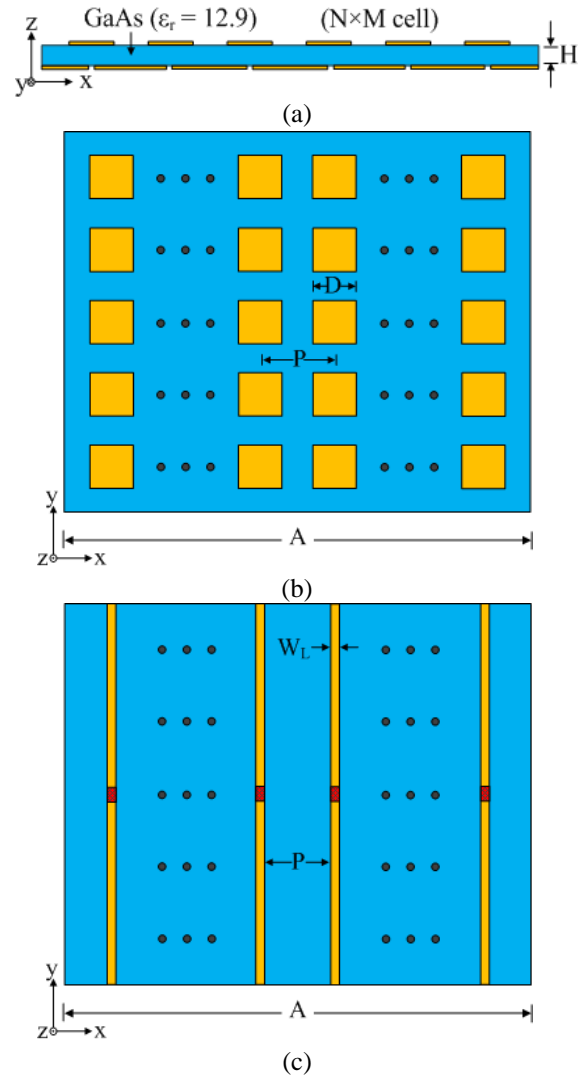 GaAs (εr = 12.9) (N×M cell)
z
H
y x
(a)
D
P
y
A
z x
(b)
WL
P
y
A
z x
(c)